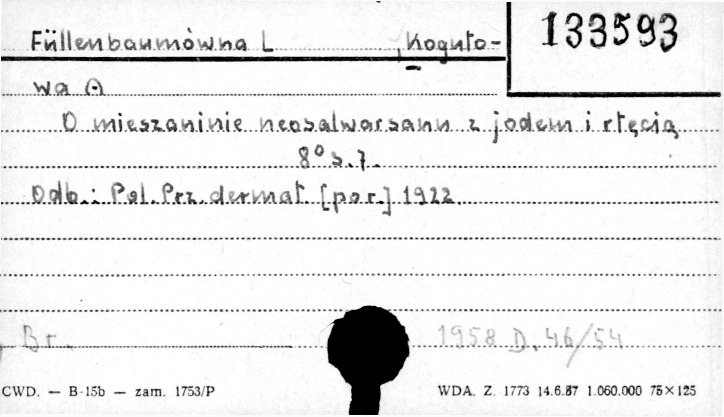 Füllenbaumówna L , Koguto-
133593
wa A
O mieszaninie neosalwarsanu z jodem i rtęcią
8° s. 7.
Odb.: Pol. Prz. dermat. [por.] 1922
Br. 1958 D. 46/54
CWD. — B-15b — zam. 1753/P WDA. Z. 1773 14.6.57 1.060.000 75×125